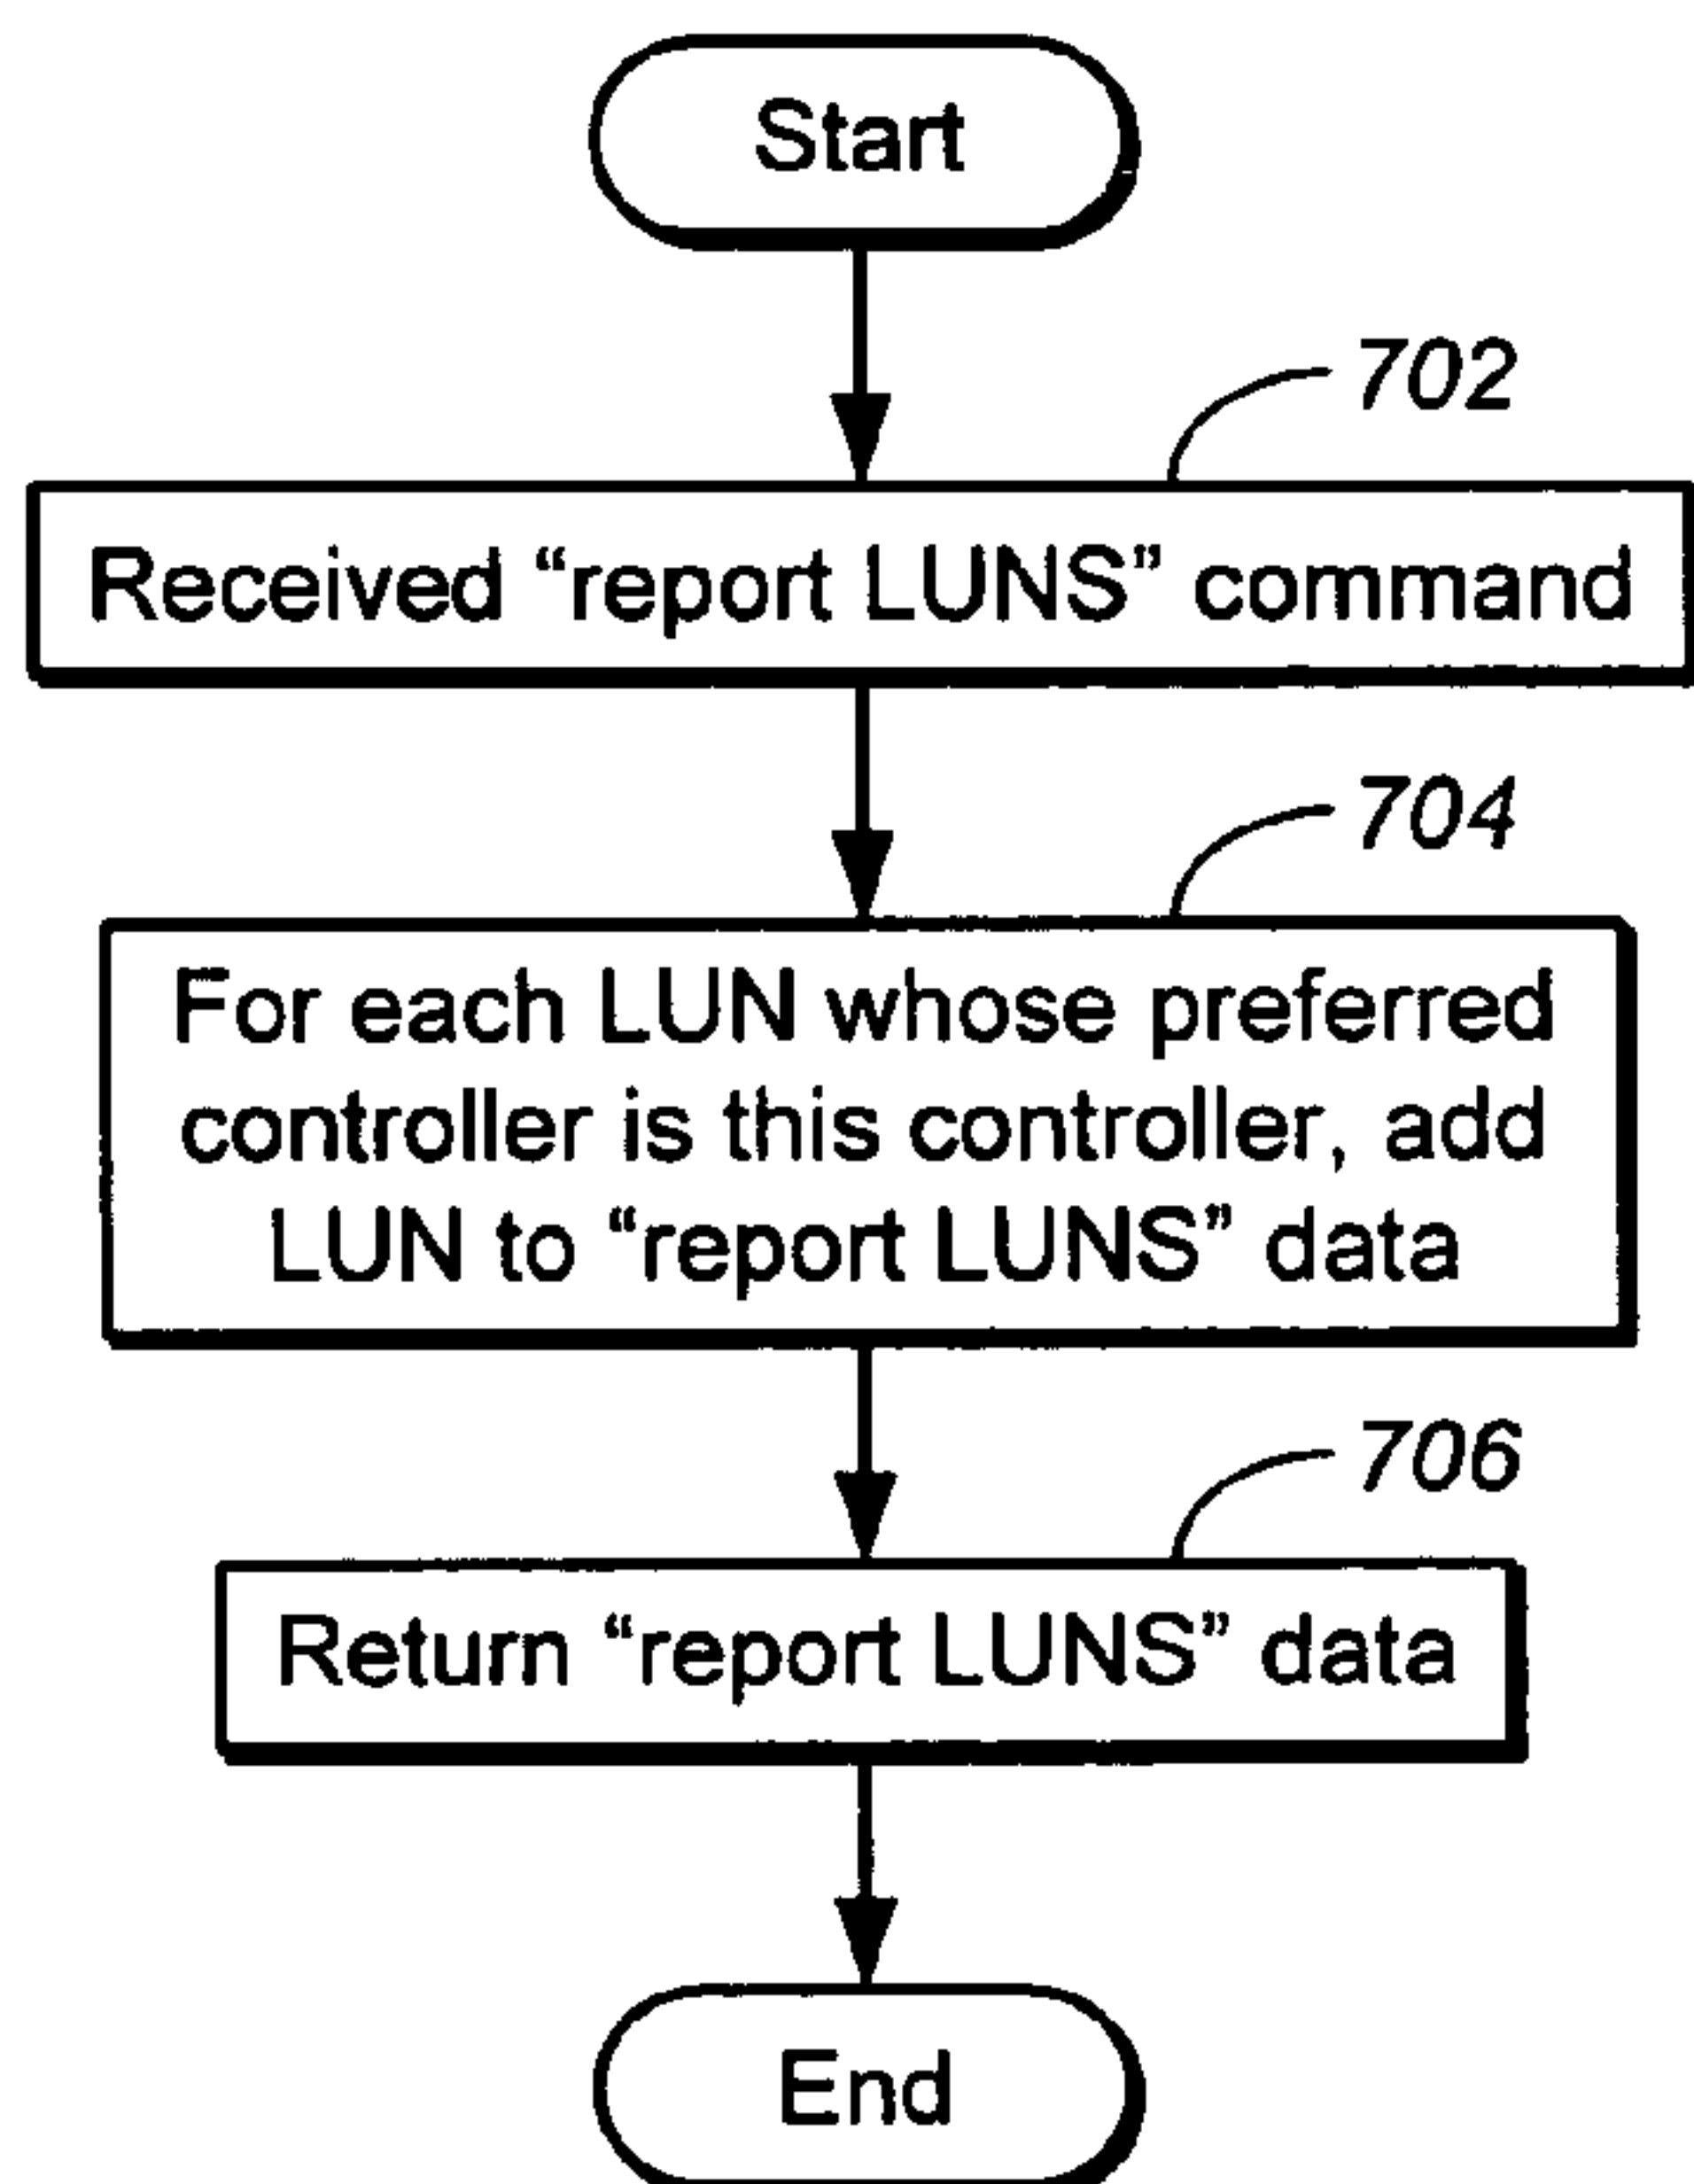 Start
702
Received “report LUNS” command
704
For each LUN whose preferred
controller is this controller, add
LUN to “report LUNS” data
706
Return “report LUNS” data
End